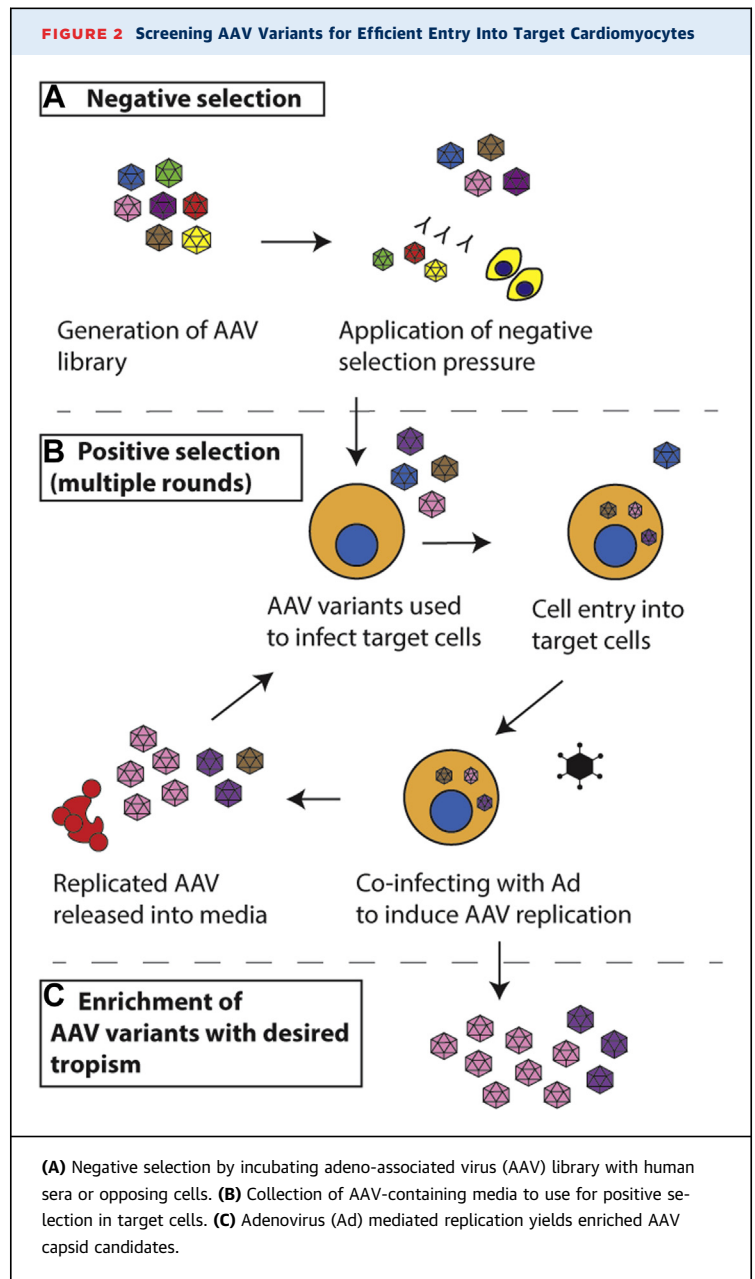 FIGURE 2 Screening AAV Variants for Efficient Entry Into Target Cardiomyocytes
A Negative selection
Generation of AAV
library
Application of negative
selection pressure
B Positive selection
(multiple rounds)
AAV variants used
to infect target cells
Cell entry into
target cells
Replicated AAV
released into media
Co-infecting with Ad
to induce AAV replication
C Enrichment of
AAV variants with desired
tropism
(A) Negative selection by incubating adeno-associated virus (AAV) library with human
sera or opposing cells. (B) Collection of AAV-containing media to use for positive se-
lection in target cells. (C) Adenovirus (Ad) mediated replication yields enriched AAV
capsid candidates.